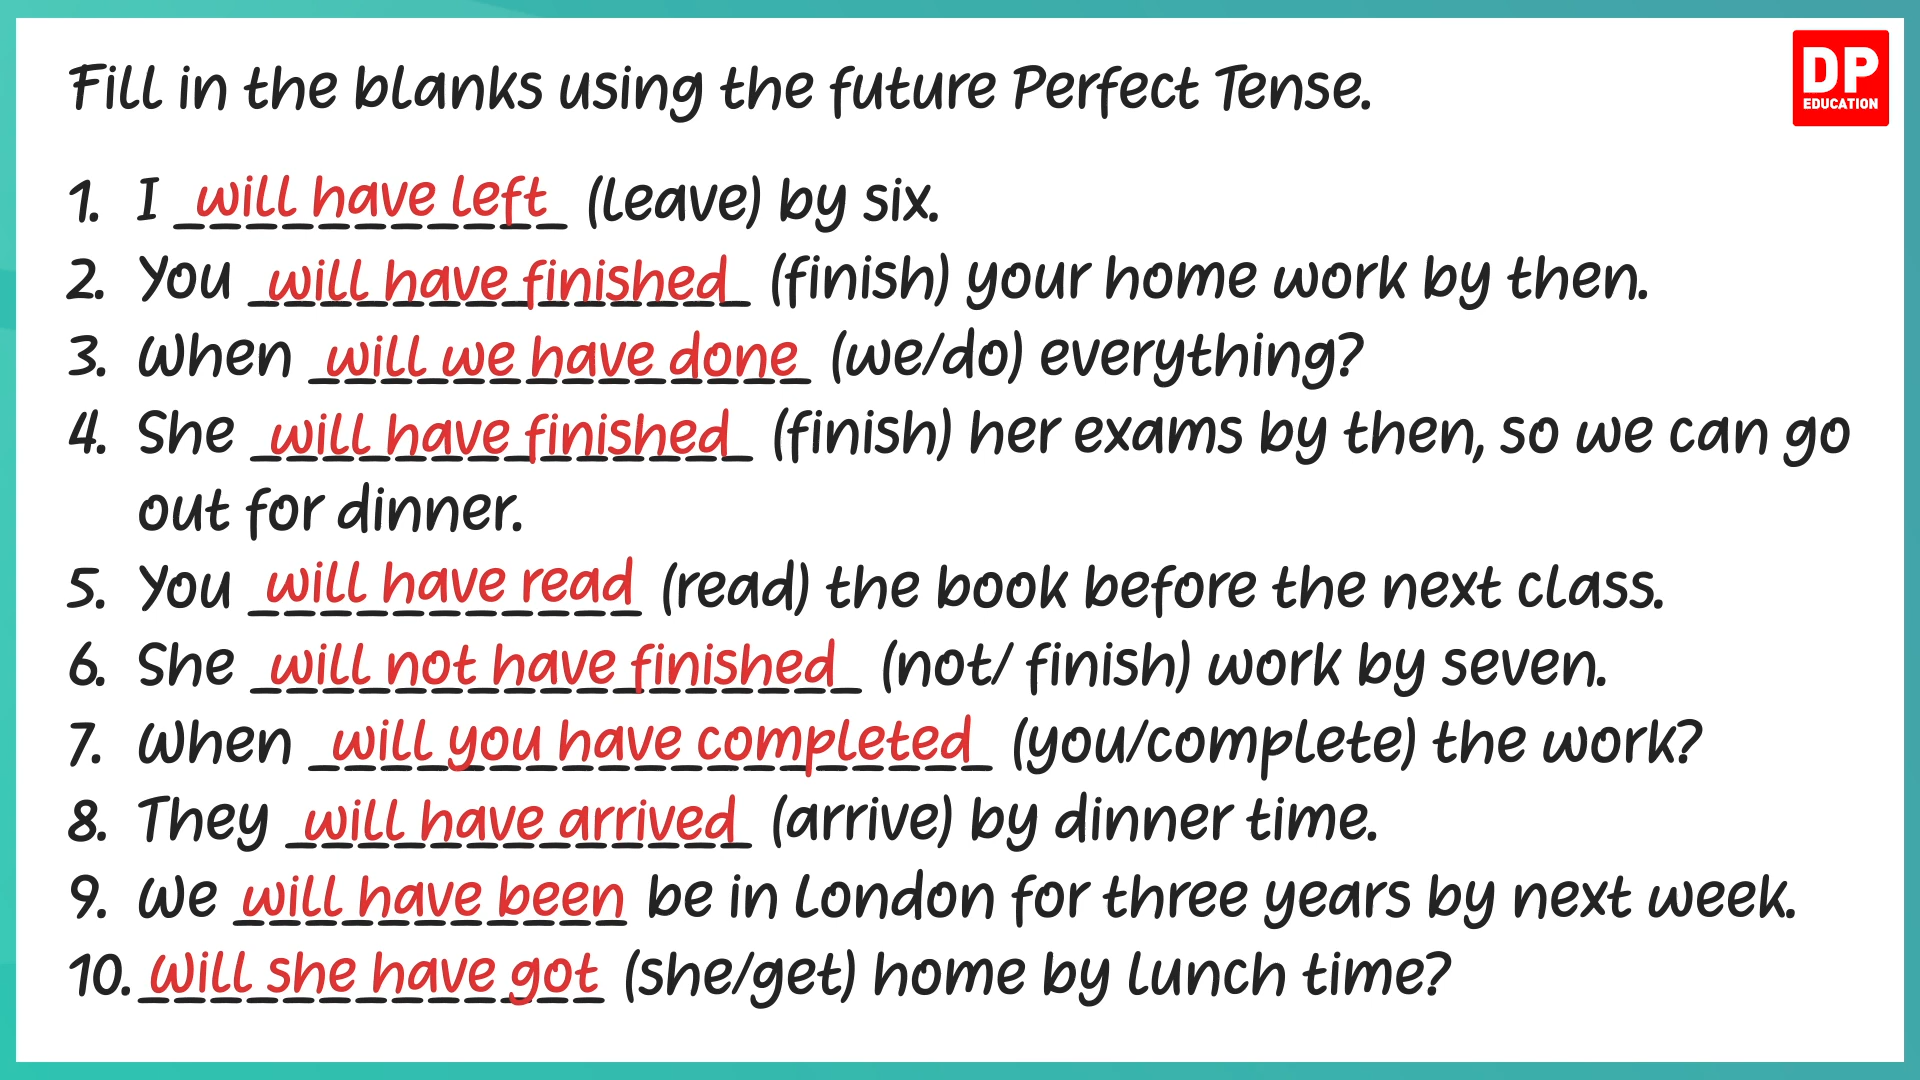 Fill in the blanks using the future Perfect Tense.
DP
EDUCATION
1. I will have left (leave) by six.
2. You will have finished (finish) your home work by then.
3. When will we have done (we/do) everything?
4. She will have finished (finish) her exams by then, so we can go
out for dinner.
5. You will have read (read) the book before the next class.
6. She will not have finished (not/ finish) work by seven.
7. When will you have completed (you/complete) the work?
8. They will have arrived (arrive) by dinner time.
9. We will have been be in London for three years by next week.
10. Will she have got (she/get) home by lunch time?